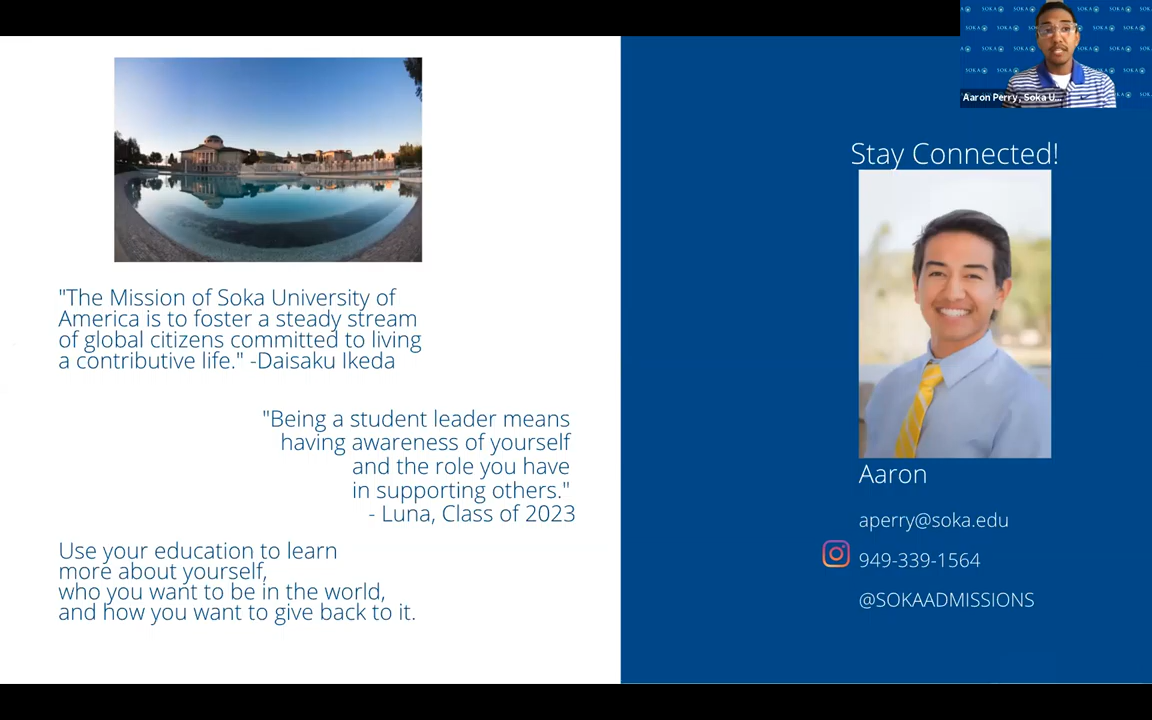 "The Mission of Soka University of
America is to foster a steady stream
of global citizens committed to living
a contributive life." -Daisaku Ikeda
"Being a student leader means
having awareness of yourself
and the role you have
in supporting others."
- Luna, Class of 2023
Use your education to learn
more about yourself,
who you want to be in the world,
and how you want to give back to it.
Aaron Perry, Soka U...
SOKA
Stay Connected!
Aaron
aperry@soka.edu
949-339-1564
@SOKAADMISSIONS